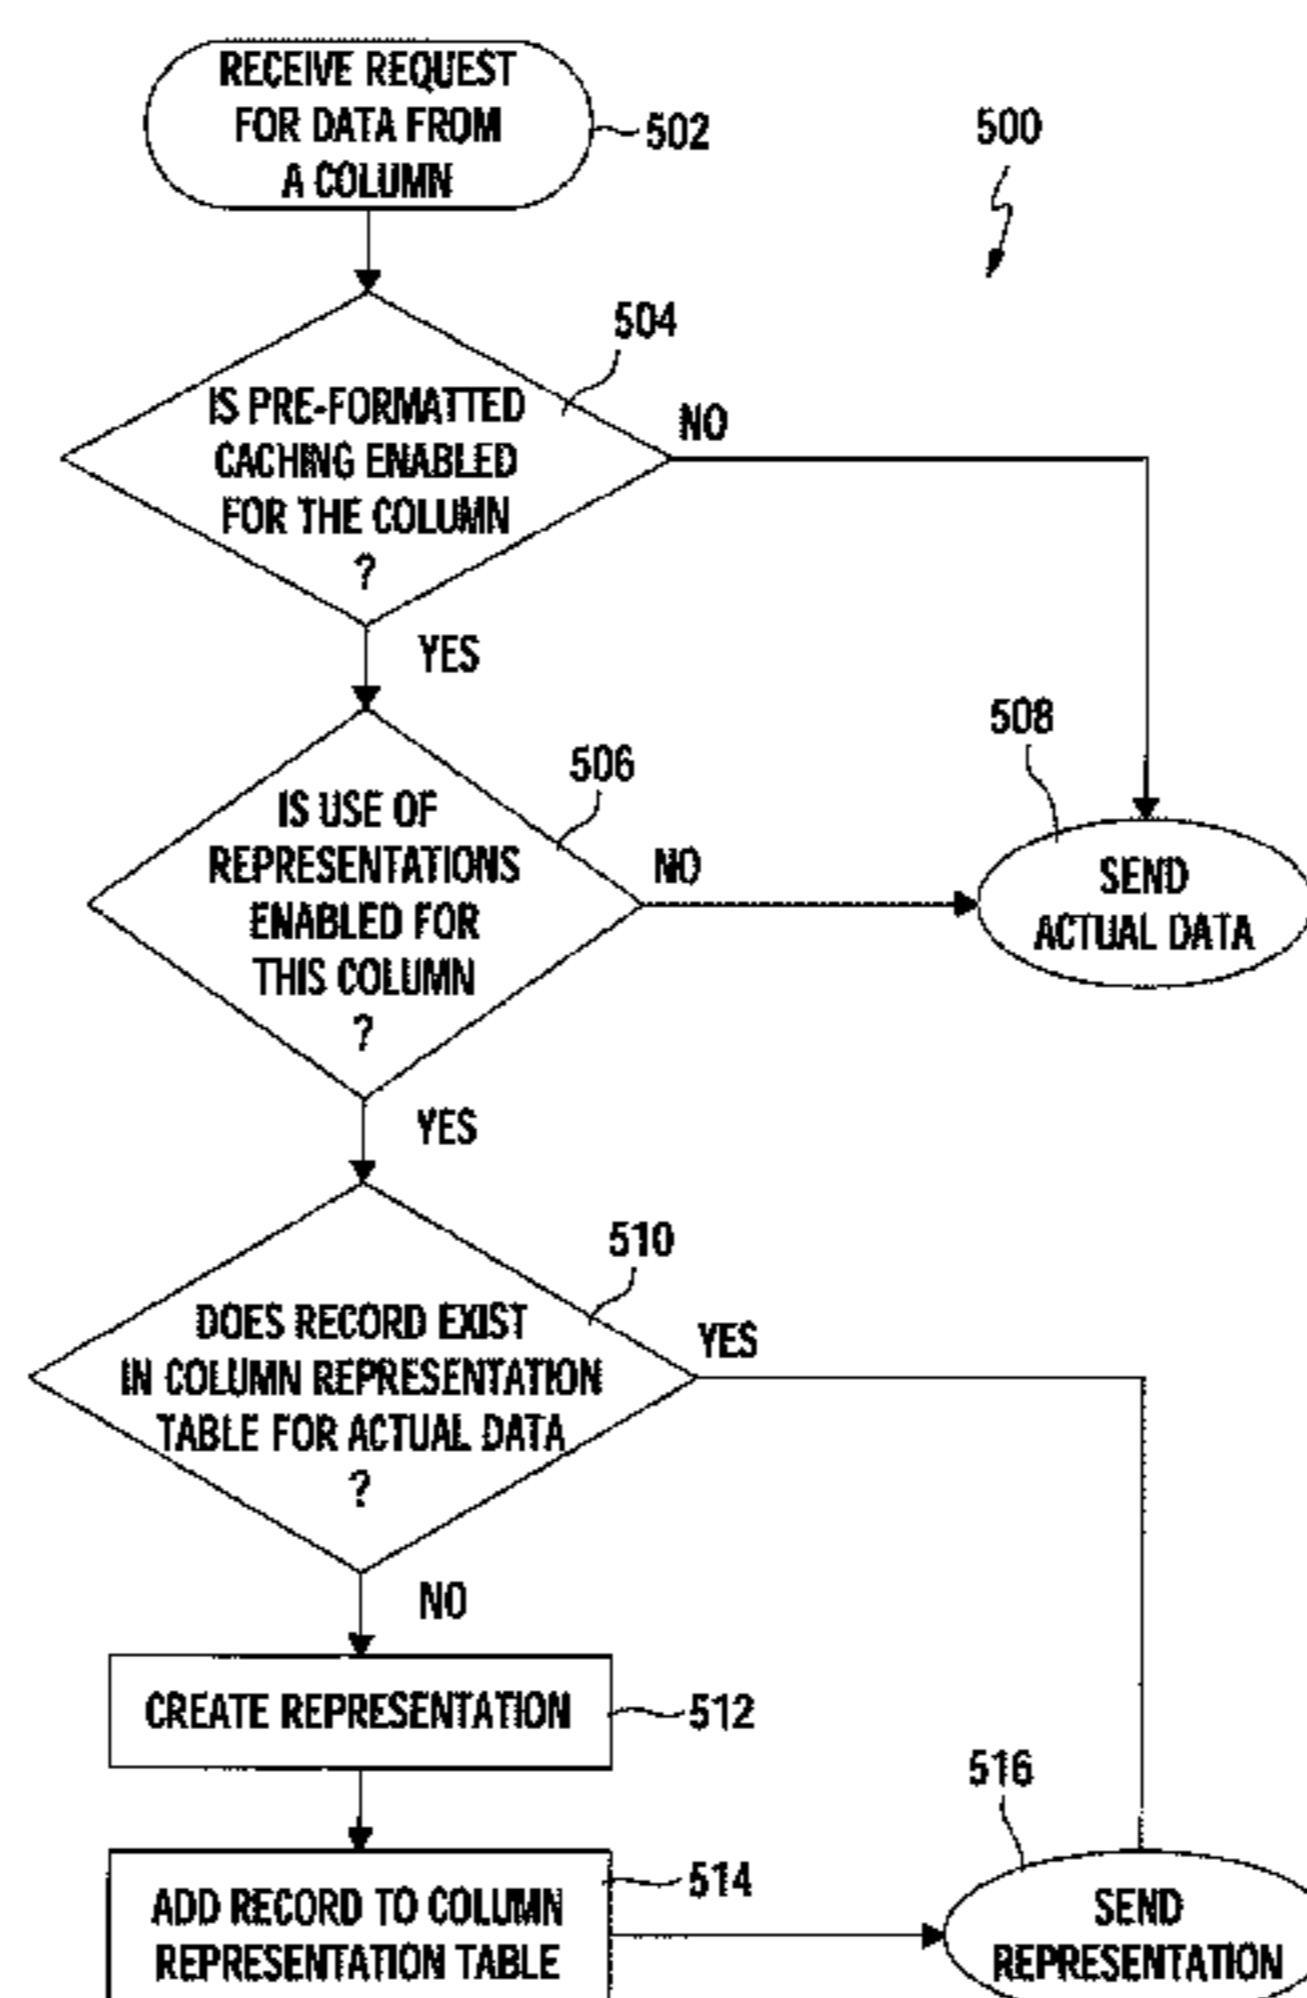 RECEIVE REQUEST
FOR DATA FROM
A COLUMN
502
500
504
IS PRE-FORMATTED
CACHING ENABLED
FOR THE COLUMN
?
NO
YES
506
IS USE OF
REPRESENTATIONS
ENABLED FOR
THIS COLUMN
?
NO
508
SEND
ACTUAL DATA
YES
510
DOES RECORD EXIST
IN COLUMN REPRESENTATION
TABLE FOR ACTUAL DATA
?
YES
NO
CREATE REPRESENTATION
512
514
ADD RECORD TO COLUMN
REPRESENTATION TABLE
516
SEND
REPRESENTATION